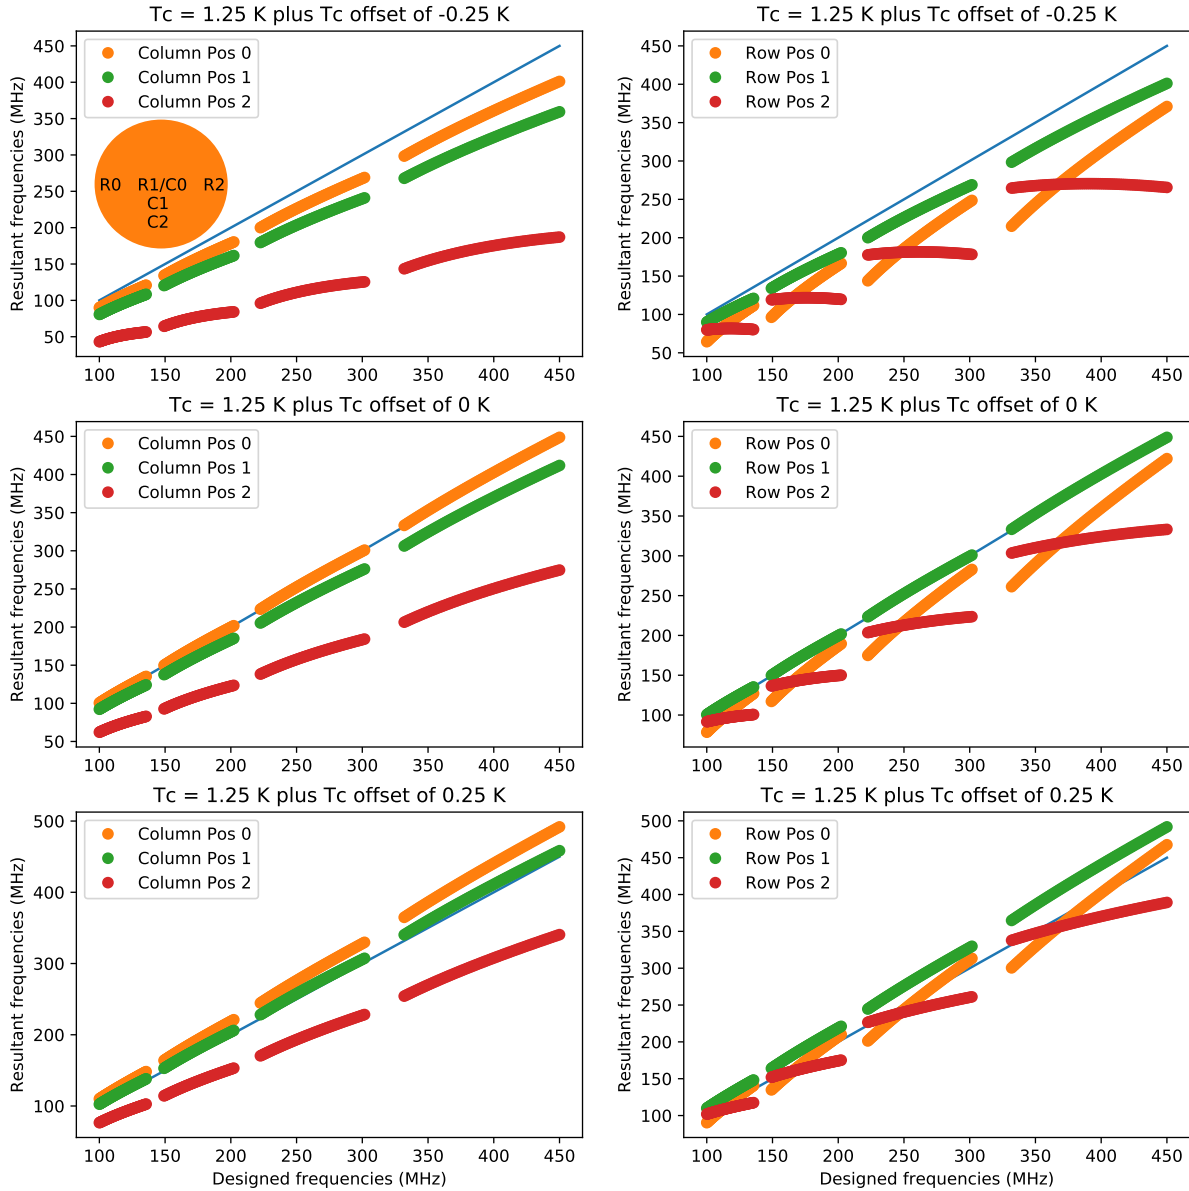 Tc = 1.25 K plus Tc offset of -0.25 K
Resultant frequencies (MHz)
450
400
350
300
250
200
150
100
50
Column Pos 0
Column Pos 1
Column Pos 2
R0 R1/C0 R2
C1
C2
100 150 200 250 300 350 400 450
Tc = 1.25 K plus Tc offset of -0.25 K
Resultant frequencies (MHz)
450
400
350
300
250
200
150
100
50
Row Pos 0
Row Pos 1
Row Pos 2
100 150 200 250 300 350 400 450
Tc = 1.25 K plus Tc offset of 0 K
Resultant frequencies (MHz)
450
400
350
300
250
200
150
100
50
Column Pos 0
Column Pos 1
Column Pos 2
100 150 200 250 300 350 400 450
Tc = 1.25 K plus Tc offset of 0 K
Resultant frequencies (MHz)
450
400
350
300
250
200
150
100
Row Pos 0
Row Pos 1
Row Pos 2
100 150 200 250 300 350 400 450
Tc = 1.25 K plus Tc offset of 0.25 K
Resultant frequencies (MHz)
500
400
300
200
100
Column Pos 0
Column Pos 1
Column Pos 2
100 150 200 250 300 350 400 450
Designed frequencies (MHz)
Tc = 1.25 K plus Tc offset of 0.25 K
Resultant frequencies (MHz)
500
450
400
350
300
250
200
150
100
Row Pos 0
Row Pos 1
Row Pos 2
100 150 200 250 300 350 400 450
Designed frequencies (MHz)